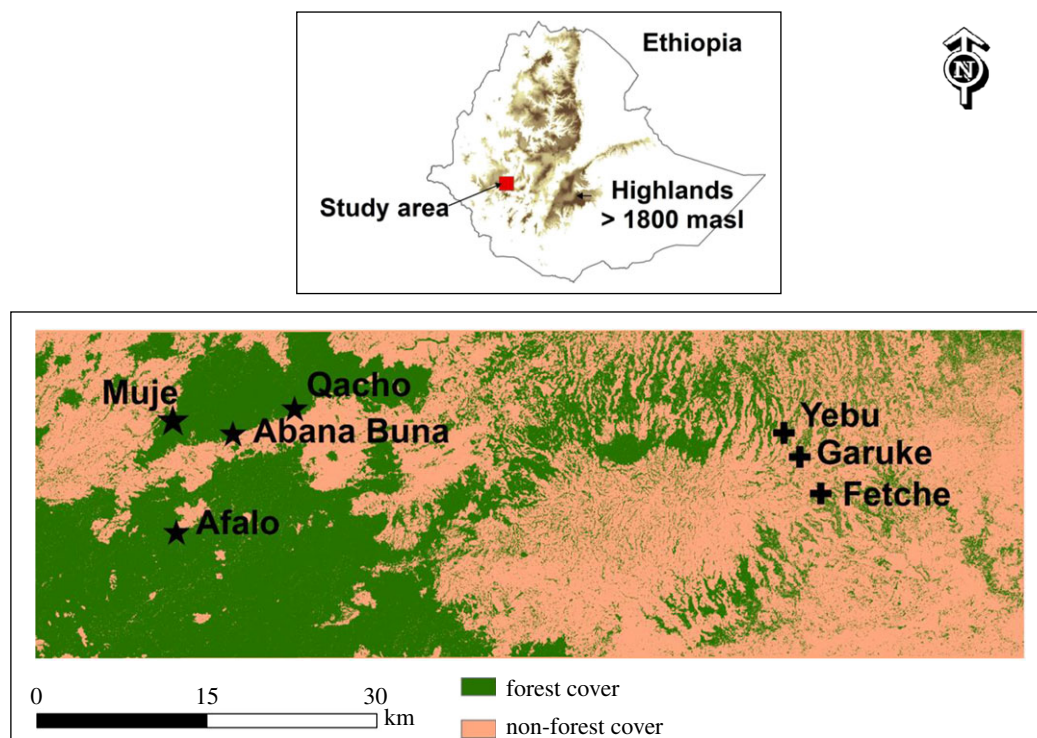 Ethiopia
N
Study area
Highlands
> 1800 masl
Qacho
Muje
Abana Buna
Yebu
Garuke
Fetche
Afalo
0 15 30
km
forest cover
non-forest cover